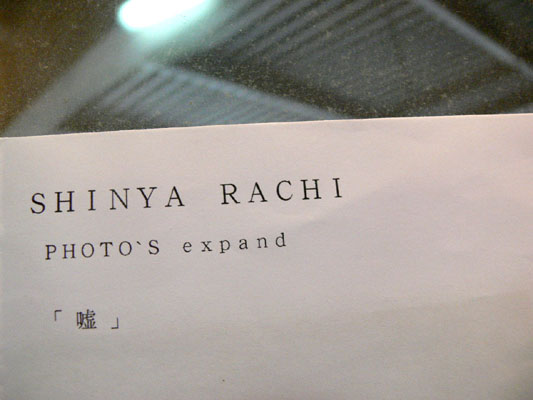 SHINYA RACHI
PHOTO`S expand
「嘘」